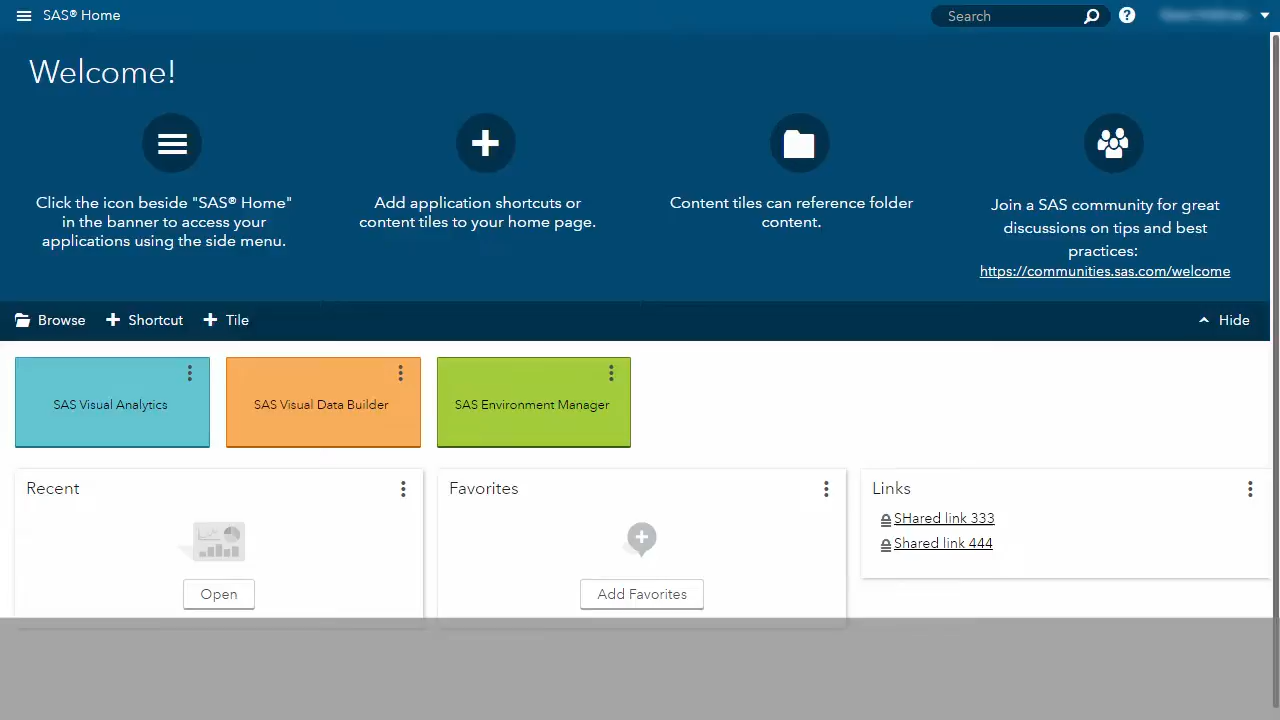 SAS® Home
Search
Welcome!
Click the icon beside "SAS® Home"
in the banner to access your
applications using the side menu.
Add application shortcuts or
content tiles to your home page.
Content tiles can reference folder
content.
Join a SAS community for great
discussions on tips and best
practices:
https://communities.sas.com/welcome
Browse
Shortcut
Tile
Hide
SAS Visual Analytics
SAS Visual Data Builder
SAS Environment Manager
Recent
Open
Favorites
Add Favorites
Links
SHared link 333
Shared link 444